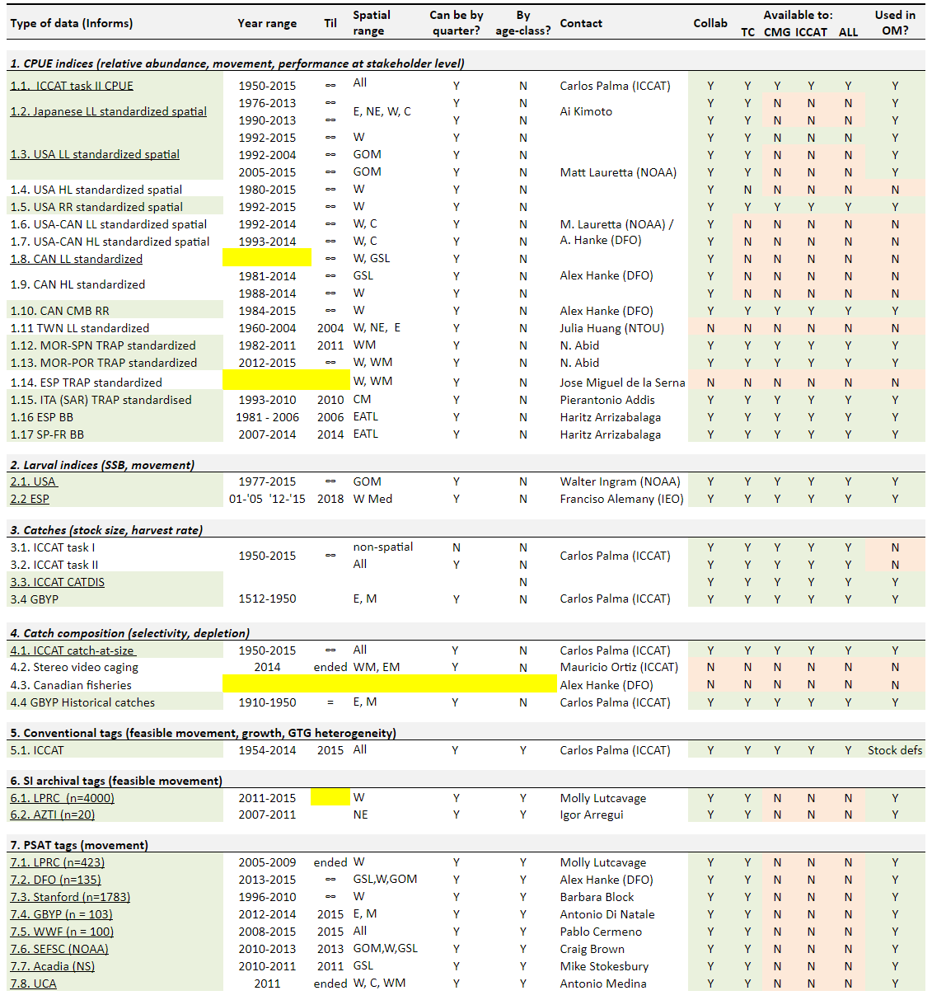 Type of data (Informs) Year range Til Spatial range Can be by quarter? By age-class? Contact Collab Available to: TC CMG ICCAT ALL Used in OM?
1. CPUE indices (relative abundance, movement, performance at stakeholder level)
1.1. ICCAT task II CPUE 1950-2015 ∞ All Y N Carlos Palma (ICCAT) Y Y Y Y Y Y
1.2. Japanese LL standardized spatial 1976-2013 ∞ E, NE, W, C Y N Ai Kimoto Y Y N N N Y
1990-2013 ∞ Y N Y Y N N N Y
1.3. USA LL standardized spatial 1992-2015 ∞ W Y N Y Y Y Y Y Y
1992-2004 ∞ GOM Y N Y Y N N N Y
2005-2015 ∞ GOM Y N Matt Lauretta (NOAA) Y Y N N N Y
1.4. USA HL standardized spatial 1980-2015 ∞ W Y N Y N N N N N
1.5. USA RR standardized spatial 1992-2015 ∞ W Y N Y Y Y Y Y Y
1.6. USA-CAN LL standardized spatial 1992-2014 ∞ W, C Y N M. Lauretta (NOAA) / Y N N N N N
1.7. USA-CAN HL standardized spatial 1993-2014 ∞ W, C Y N A. Hanke (DFO) Y N N N N N
1.8. CAN LL standardized ∞ W, GSL Y N Y N N N N N
1.9. CAN HL standardized 1981-2014 ∞ GSL Y N Alex Hanke (DFO) Y N N N N N
1988-2014 ∞ W Y N Y N N N N N
1.10. CAN CMB RR 1984-2015 ∞ W Y N Alex Hanke (DFO) Y Y Y Y Y Y
1.11 TWN LL standardized 1960-2004 2004 W, NE, E Y N Julia Huang (NTOU) N N N N N N
1.12. MOR-SPN TRAP standardized 1982-2011 2011 WM Y N N. Abid Y Y Y Y Y Y
1.13. MOR-POR TRAP standardized 2012-2015 ∞ W, WM Y N N. Abid Y Y Y Y Y Y
1.14. ESP TRAP standardized W, WM Y N Jose Miguel de la Serna N N N N N N
1.15. ITA (SAR) TRAP standardised 1993-2010 2010 CM Y N Pierantonio Addis Y Y Y Y Y Y
1.16 ESP BB 1981 - 2006 2006 EATL Y N Haritz Arrizabalaga Y Y Y Y Y Y
1.17 SP-FR BB 2007-2014 2014 EATL Y N Haritz Arrizabalaga Y Y Y Y Y Y
2. Larval indices (SSB, movement)
2.1. USA 1977-2015 ∞ GOM Y N Walter Ingram (NOAA) Y Y Y Y Y Y
2.2 ESP 01-'05 '12-'15 2018 W Med Y N Franciso Alemany (IEO) Y Y Y Y Y Y
3. Catches (stock size, harvest rate)
3.1. ICCAT task I 1950-2015 ∞ non-spatial N N Carlos Palma (ICCAT) Y Y Y Y Y N
3.2. ICCAT task II All Y N Y Y Y Y Y N
3.3. ICCAT CATDIS N Y Y Y Y Y Y
3.4 GBYP 1512-1950 E, M Y N Carlos Palma (ICCAT) Y Y Y Y Y Y
4. Catch composition (selectivity, depletion)
4.1. ICCAT catch-at-size 1950-2015 ∞ All Y N Carlos Palma (ICCAT) Y Y Y Y Y Y
4.2. Stereo video caging 2014 ended WM, EM Y N Mauricio Ortiz (ICCAT) N N N N N N
4.3. Canadian fisheries Alex Hanke (DFO) N N N N N N
4.4 GBYP Historical catches 1910-1950 = E, M Y N Carlos Palma (ICCAT) Y Y Y Y Y Y
5. Conventional tags (feasible movement, growth, GTG heterogeneity)
5.1. ICCAT 1954-2014 2015 All Y Y Carlos Palma (ICCAT) Y Y Y Y Y Stock defs
6. SI archival tags (feasible movement)
6.1. LPRC (n=4000) 2011-2015 W Y Y Molly Lutcavage Y Y N N N Y
6.2. AZTI (n=20) 2007-2011 NE Y Y Igor Arregui Y Y N N N Y
7. PSAT tags (movement)
7.1. LPRC (n=423) 2005-2009 ended W Y Y Molly Lutcavage Y Y N N N Y
7.2. DFO (n=135) 2013-2015 ∞ GSL,W,GOM Y Y Alex Hanke (DFO) Y Y N N N Y
7.3. Stanford (n=1783) 1996-2010 ∞ W Y Y Barbara Block Y Y N N N Y
7.4. GBYP (n = 103) 2012-2014 2015 E, M Y Y Antonio Di Natale Y Y N N N Y
7.5. WWF (n = 100) 2008-2015 2015 All Y Y Pablo Cermeno Y Y N N N Y
7.6. SEFSC (NOAA) 2010-2013 2013 GOM,W,GSL Y Y Craig Brown Y Y N N N Y
7.7. Acadia (NS) 2010-2011 2011 GSL Y Y Mike Stokesbury Y Y N N N Y
7.8. UCA 2011 ended W, C, WM Y Y Antonio Medina Y Y N N N Y